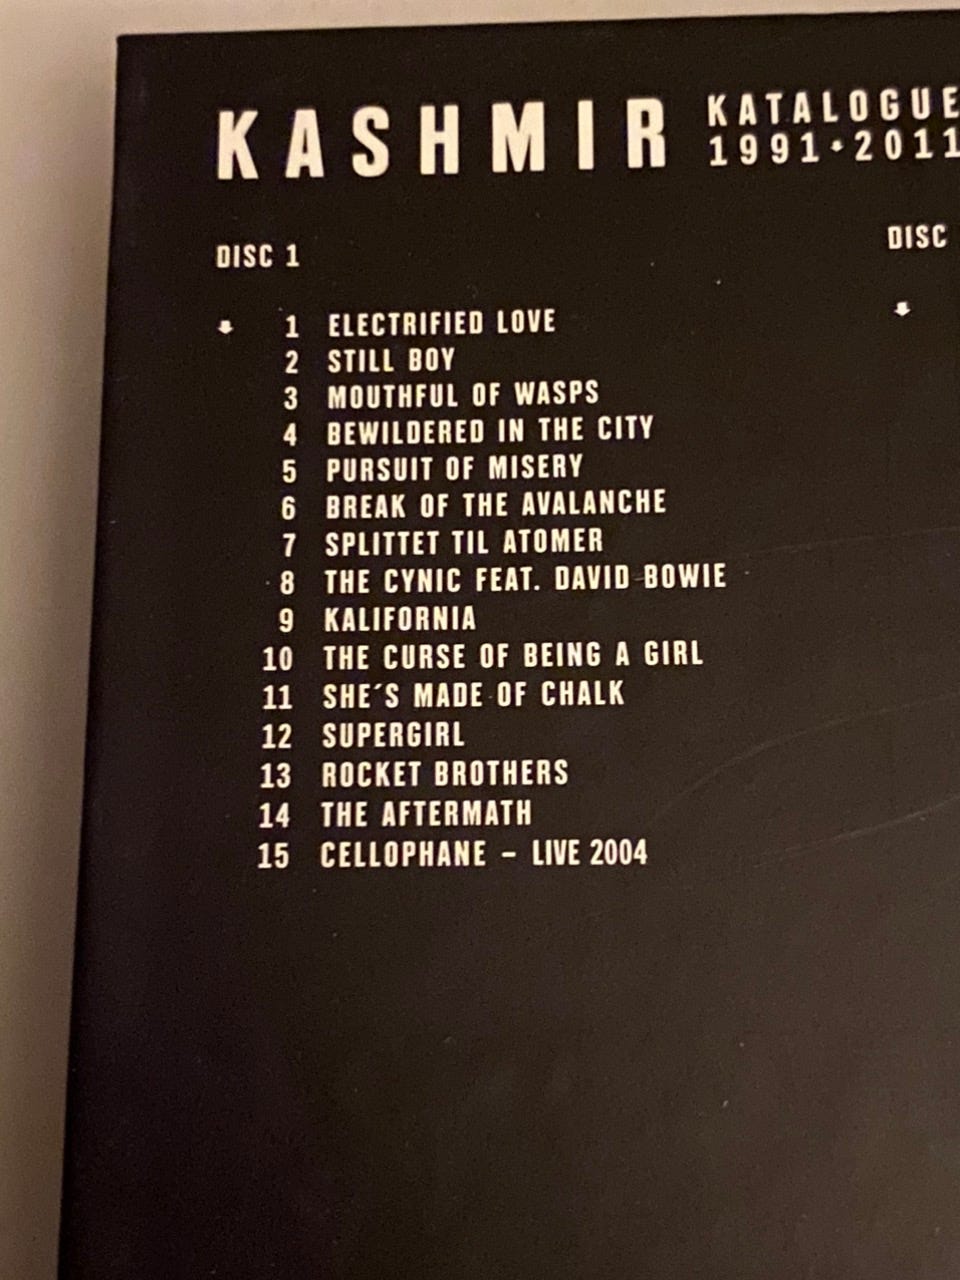 KASHMIR
KATALOGUE
1991•2011
DISC 1
1 ELECTRIFIED LOVE
2 STILL BOY
3 MOUTHFUL OF WASPS
4 BEWILDERED IN THE CITY
5 PURSUIT OF MISERY
6 BREAK OF THE AVALANCHE
7 SPLITTET TIL ATOMER
8 THE CYNIC FEAT. DAVID BOWIE
9 KALIFORNIA
10 THE CURSE OF BEING A GIRL
11 SHE´S MADE OF CHALK
12 SUPERGIRL
13 ROCKET BROTHERS
14 THE AFTERMATH
15 CELLOPHANE – LIVE 2004
DISC